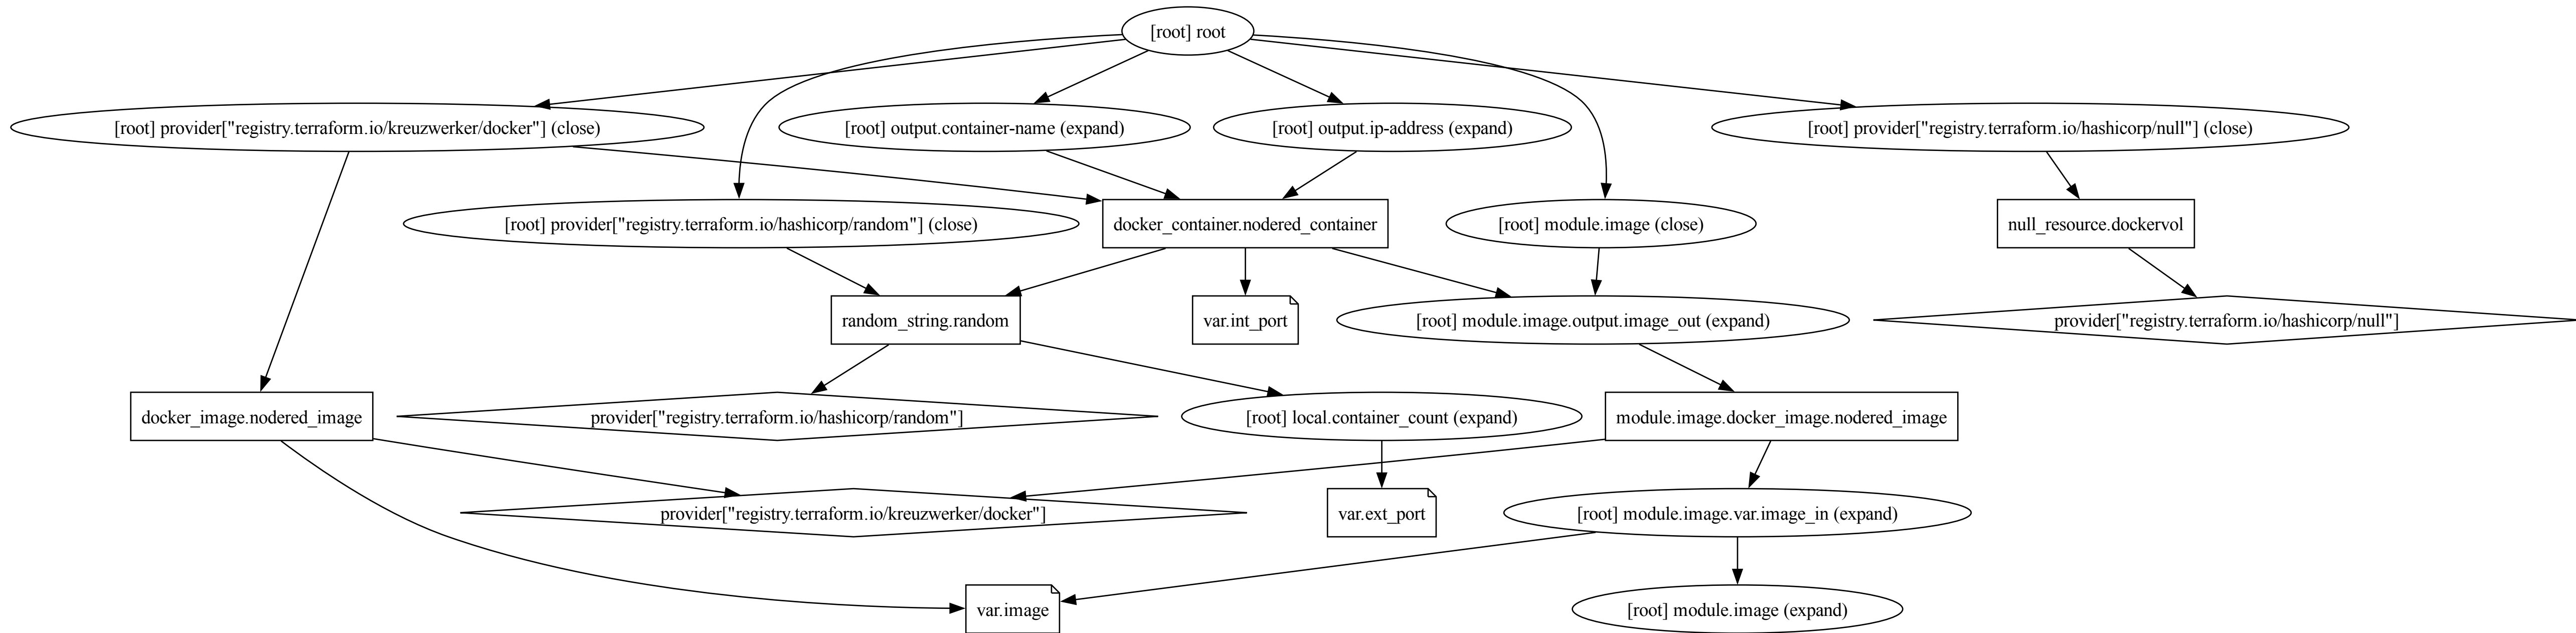 [root] root
[root] provider["registry.terraform.io/kreuzwerker/docker"] (close)
[root] output.container-name (expand)
[root] output.ip-address (expand)
[root] provider["registry.terraform.io/hashicorp/null"] (close)
[root] provider["registry.terraform.io/hashicorp/random"] (close)
docker_container.nodered_container
[root] module.image (close)
null_resource.dockervol
random_string.random
var.int_port
[root] module.image.output.image_out (expand)
provider["registry.terraform.io/hashicorp/null"]
docker_image.nodered_image
provider["registry.terraform.io/hashicorp/random"]
[root] local.container_count (expand)
module.image.docker_image.nodered_image
provider["registry.terraform.io/kreuzwerker/docker"]
var.ext_port
[root] module.image.var.image_in (expand)
var.image
[root] module.image (expand)